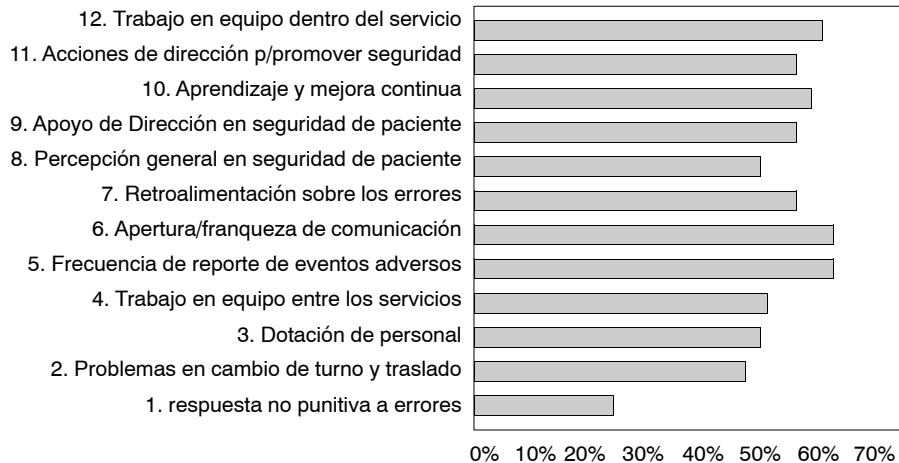 12. Trabajo en equipo dentro del servicio
11. Acciones de dirección p/promover seguridad
10. Aprendizaje y mejora continua
9. Apoyo de Dirección en seguridad de paciente
8. Percepción general en seguridad de paciente
7. Retroalimentación sobre los errores
6. Apertura/franqueza de comunicación
5. Frecuencia de reporte de eventos adversos
4. Trabajo en equipo entre los servicios
3. Dotación de personal
2. Problemas en cambio de turno y traslado
1. respuesta no punitiva a errores
0% 10% 20% 30% 40% 50% 60% 70%